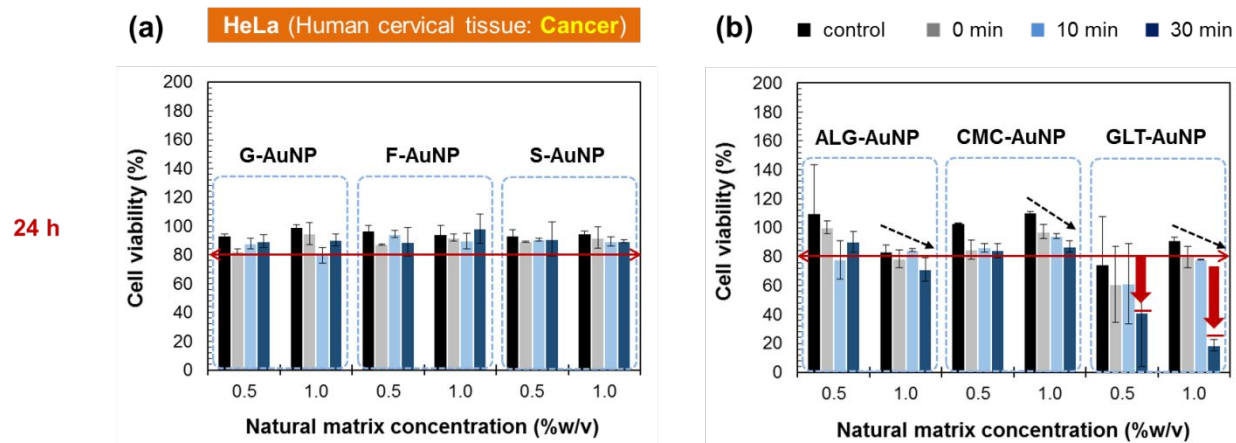 (a)
HeLa (Human cervical tissue: Cancer)
(b)
control
0 min
10 min
30 min
24 h
Cell viability (%)
200
180
160
140
120
100
80
60
40
20
0
G-AuNP
F-AuNP
S-AuNP
0.5
1.0
0.5
1.0
0.5
1.0
Natural matrix concentration (%w/v)
Cell viability (%)
200
180
160
140
120
100
80
60
40
20
0
ALG-AuNP
CMC-AuNP
GLT-AuNP
0.5
1.0
0.5
1.0
0.5
1.0
Natural matrix concentration (%w/v)